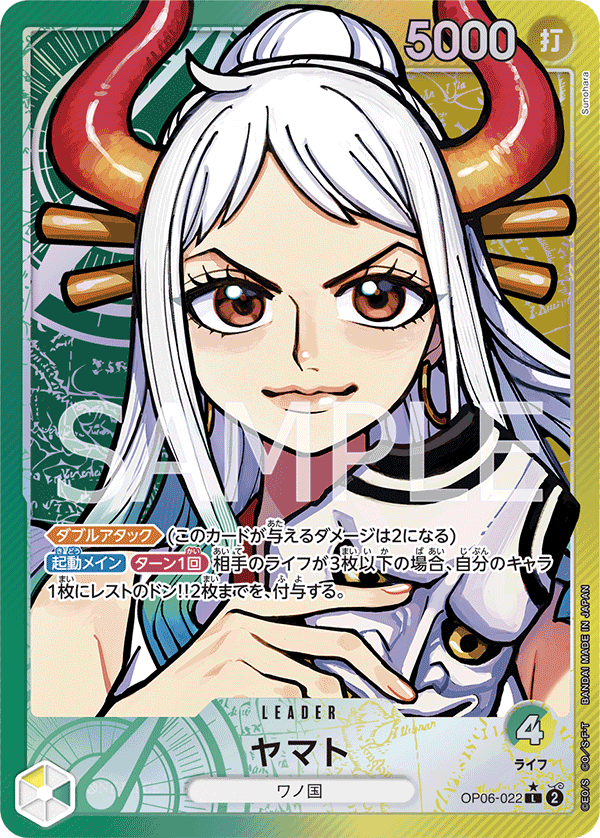 5000 打
Sunohara
SAMPLE
ダブルアタック (このカードが与えるダメージは2になる)
起動メイン ターン1回 相手のライフが3枚以下の場合、自分のキャラ
1枚にレストのドン!!2枚までを、付与する。
LEADER
4
ヤマト
ライフ
ワノ国
OP06-022 L 2
©E.O/S ©O/S.F.T BANDAI MADE IN JAPAN